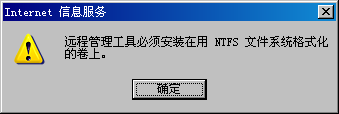 Internet 信息服务
远程管理工具必须安装在用 NTFS 文件系统格式化
的卷上。
确定